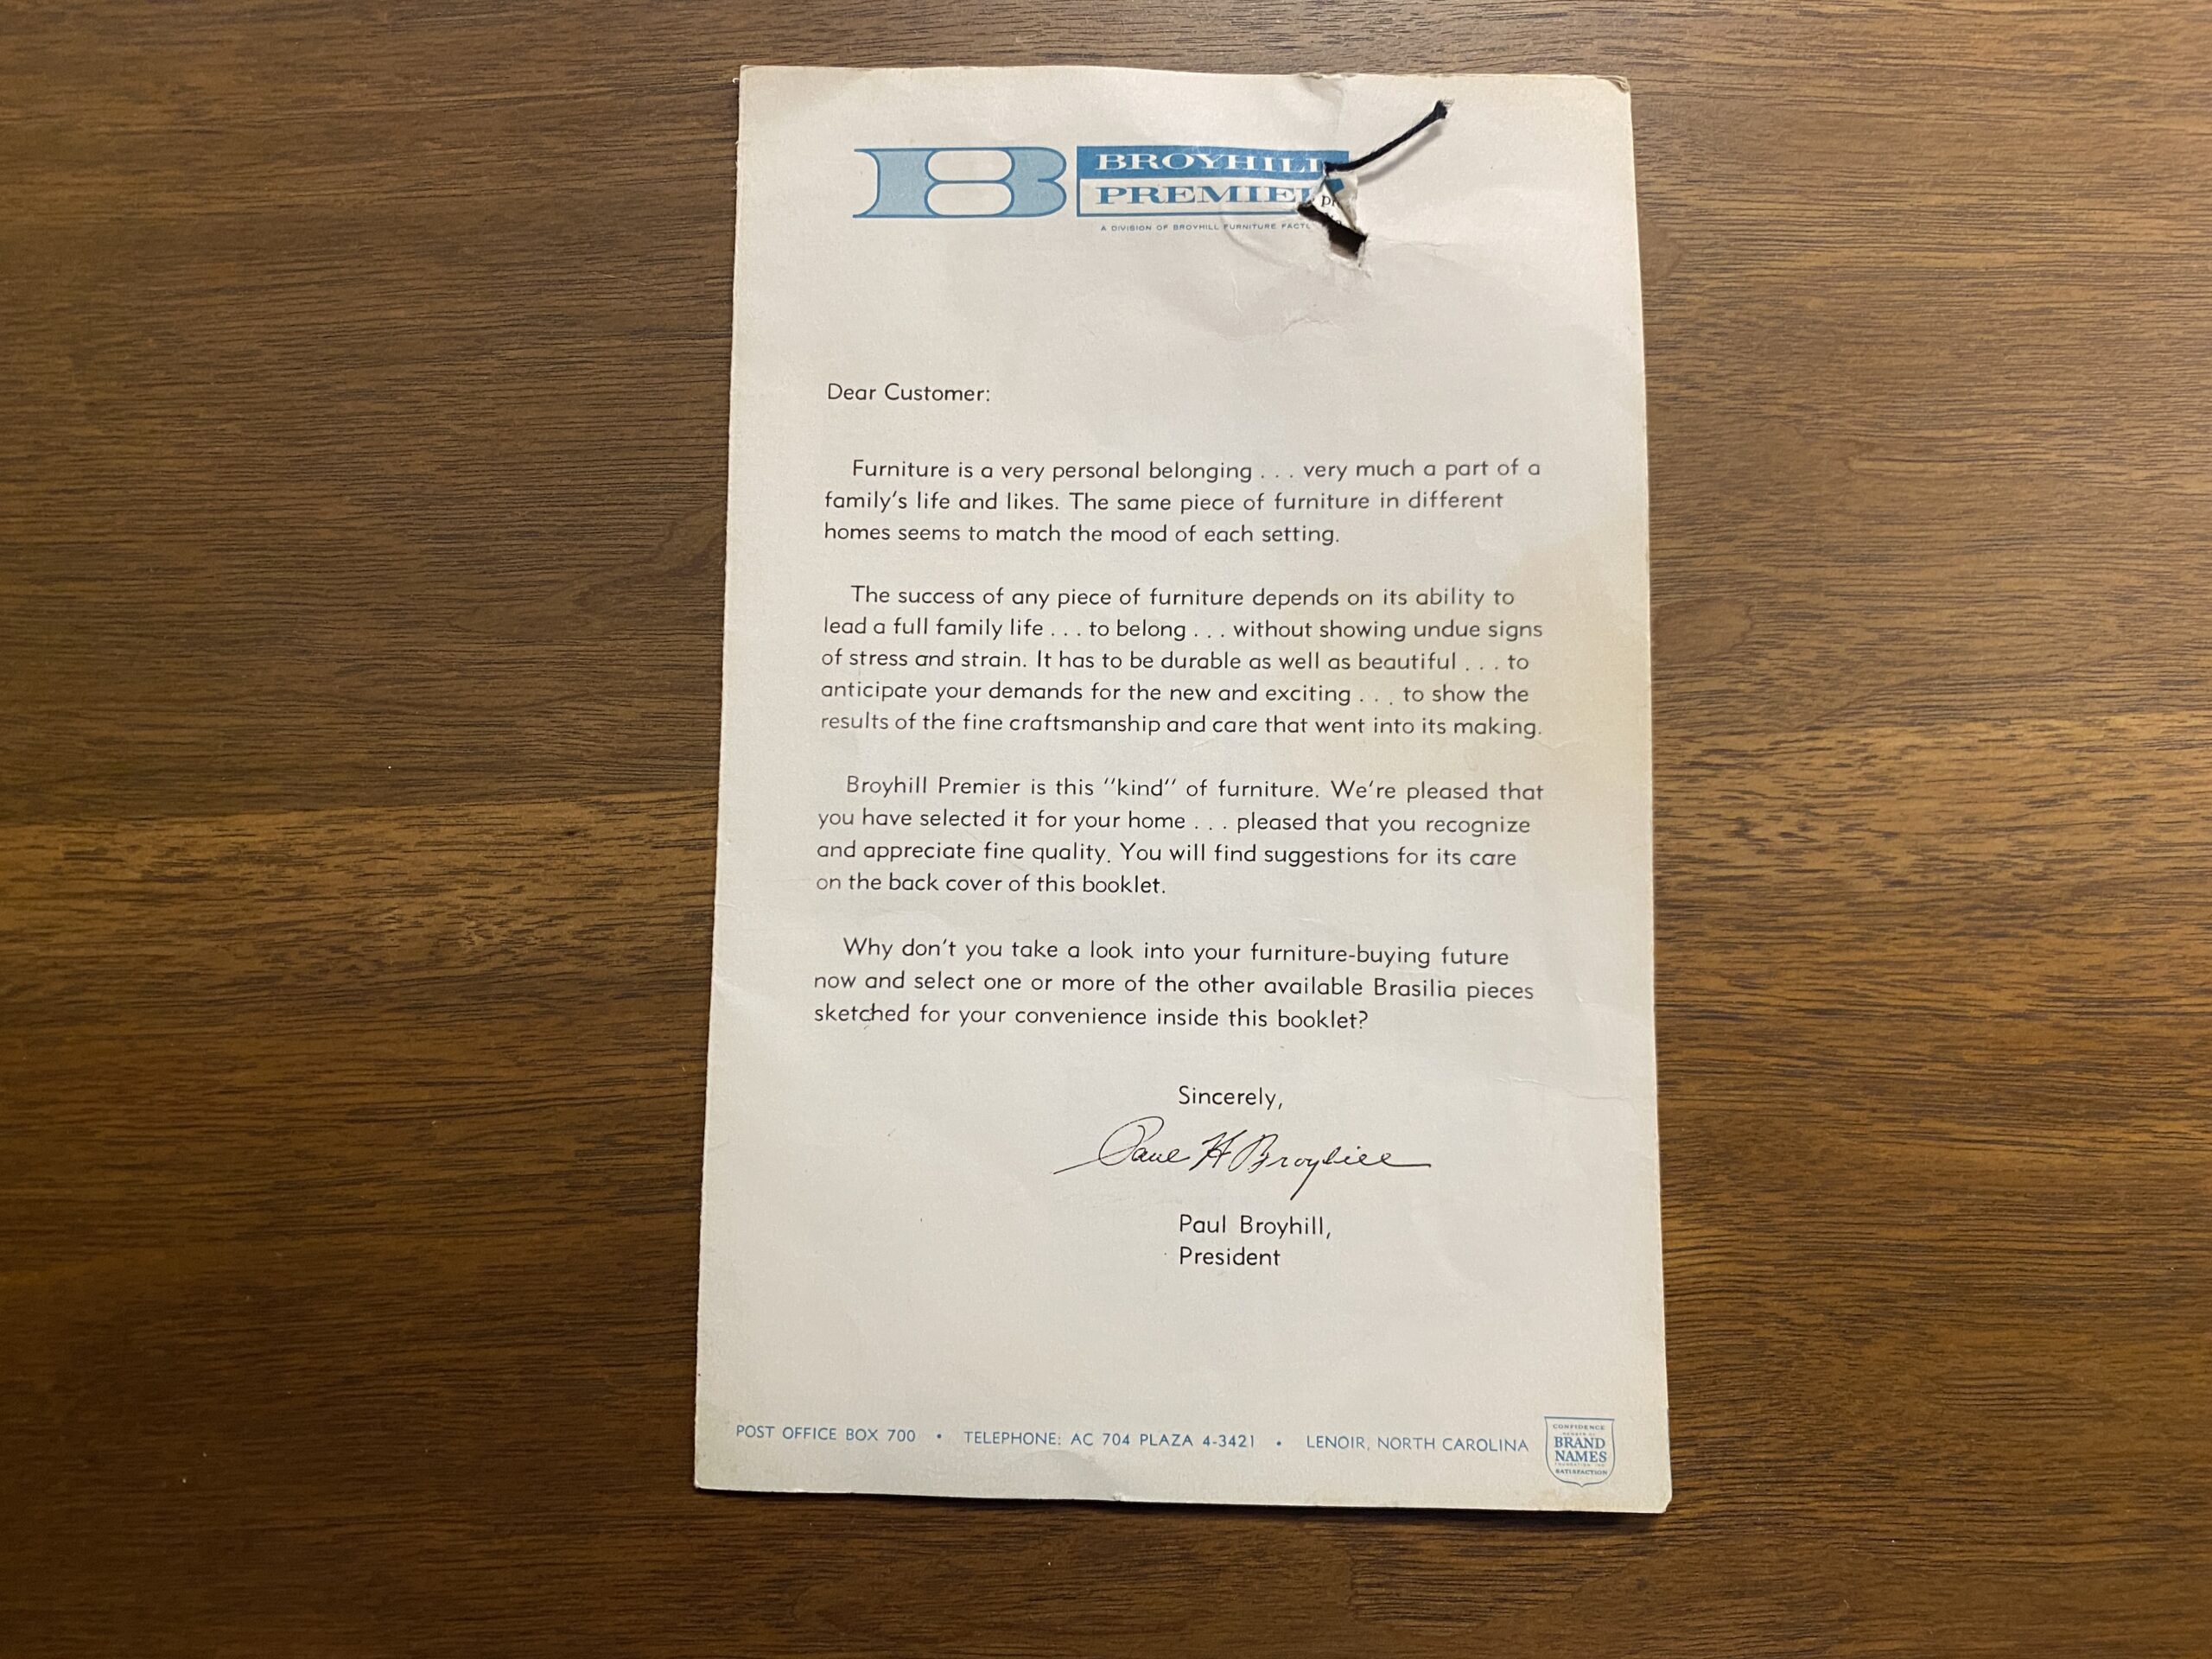 B
BROYHILL
PREMIER
A DIVISION OF BROYHILL FURNITURE
Dear Customer:
Furniture is a very personal belonging . . . very much a part of a
family's life and likes. The same piece of furniture in different
homes seems to match the mood of each setting.
The success of any piece of furniture depends on its ability to
lead a full family life . . . to belong . . . without showing undue signs
of stress and strain. It has to be durable as well as beautiful . . . to
anticipate your demands for the new and exciting . . . to show the
results of the fine craftsmanship and care that went into its making.
Broyhill Premier is this "kind" of furniture. We're pleased that
you have selected it for your home . . . pleased that you recognize
and appreciate fine quality. You will find suggestions for its care
on the back cover of this booklet.
Why don't you take a look into your furniture-buying future
now and select one or more of the other available Brasilia pieces
sketched for your convenience inside this booklet?
Sincerely,
Paul H Broyhill
Paul Broyhill,
President
POST OFFICE BOX 700 • TELEPHONE: AC 704 PLAZA 4-3421 • LENOIR, NORTH CAROLINA
CONFIDENCE
BRAND
NAMES
SATISFACTION